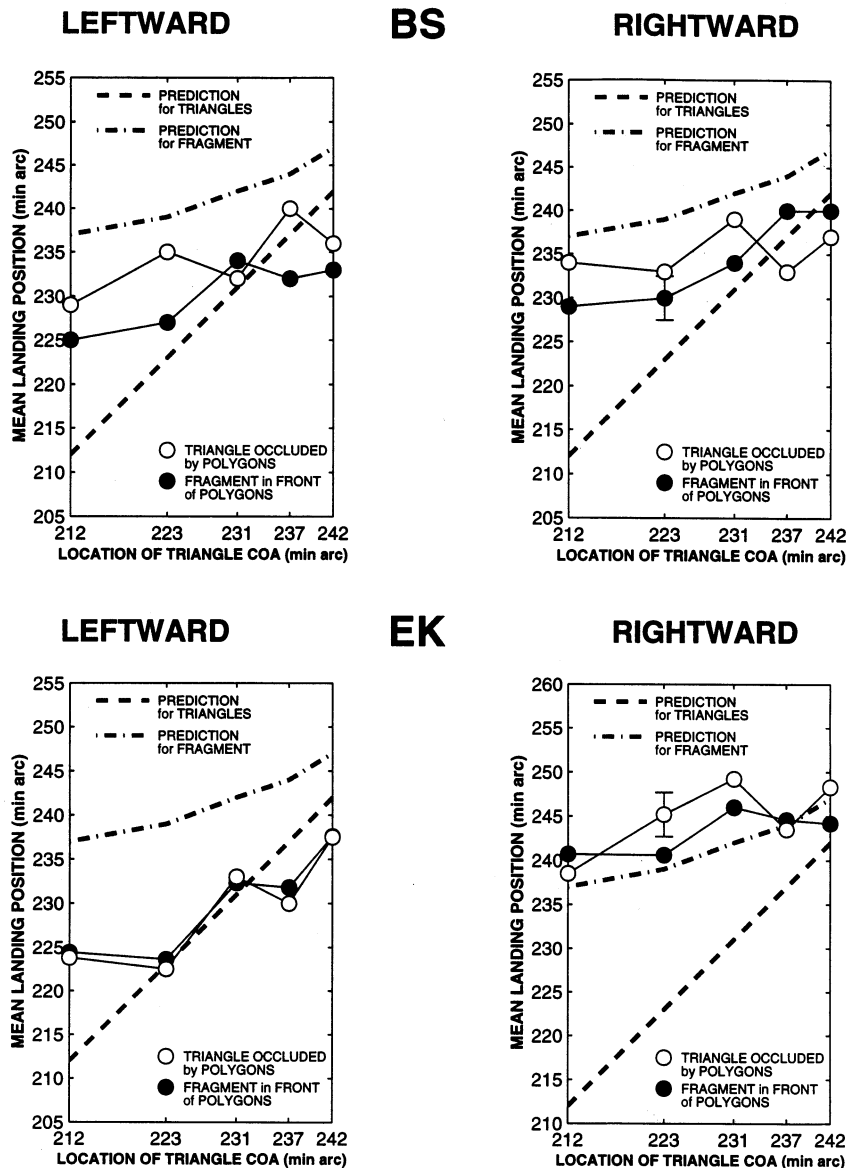 LEFTWARD BS RIGHTWARD
MEAN LANDING POSITION (min arc)
255
250
245
240
235
230
225
220
215
210
205
PREDICTION
for TRIANGLES
PREDICTION
for FRAGMENT
TRIANGLE OCCLUDED
by POLYGONS
FRAGMENT in FRONT
of POLYGONS
212 223 231 237 242
LOCATION OF TRIANGLE COA (min arc)
MEAN LANDING POSITION (min arc)
255
250
245
240
235
230
225
220
215
210
205
PREDICTION
for TRIANGLES
PREDICTION
for FRAGMENT
TRIANGLE OCCLUDED
by POLYGONS
FRAGMENT in FRONT
of POLYGONS
212 223 231 237 242
LOCATION OF TRIANGLE COA (min arc)
LEFTWARD EK RIGHTWARD
MEAN LANDING POSITION (min arc)
255
250
245
240
235
230
225
220
215
210
205
PREDICTION
for TRIANGLES
PREDICTION
for FRAGMENT
TRIANGLE OCCLUDED
by POLYGONS
FRAGMENT in FRONT
of POLYGONS
212 223 231 237 242
LOCATION OF TRIANGLE COA (min arc)
MEAN LANDING POSITION (min arc)
260
255
250
245
240
235
230
225
220
215
210
PREDICTION
for TRIANGLES
PREDICTION
for FRAGMENT
TRIANGLE OCCLUDED
by POLYGONS
FRAGMENT in FRONT
of POLYGONS
212 223 231 237 242
LOCATION OF TRIANGLE COA (min arc)